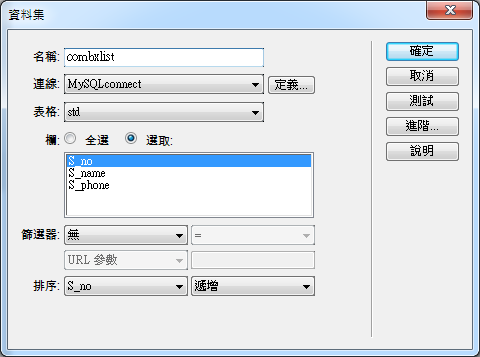 資料集
名稱: combxlist
確定
連線: MySQLconnect 定義...
取消
表格: std
測試
欄: 全選 選取:
進階...
S_no
說明
S_name
S_phone
篩選器: 無 =
URL 參數
排序: S_no 遞增